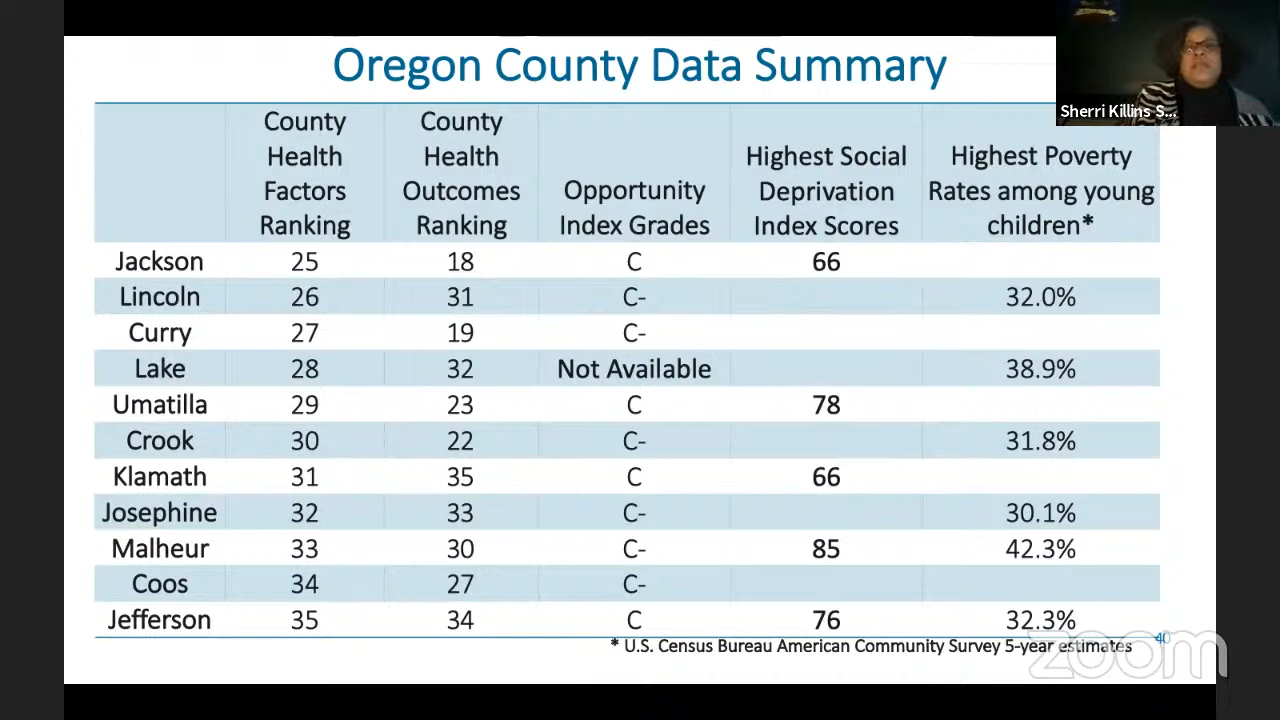 Oregon County Data Summary
Sherri Killins S...
County Health Factors Ranking
County Health Outcomes Ranking
Opportunity Index Grades
Highest Social Deprivation Index Scores
Highest Poverty Rates among young children*
Jackson 25 18 C 66
Lincoln 26 31 C- 32.0%
Curry 27 19 C-
Lake 28 32 Not Available 38.9%
Umatilla 29 23 C 78
Crook 30 22 C- 31.8%
Klamath 31 35 C 66
Josephine 32 33 C- 30.1%
Malheur 33 30 C- 85 42.3%
Coos 34 27 C-
Jefferson 35 34 C 76 32.3%
* U.S. Census Bureau American Community Survey 5-year estimates
40
zoom